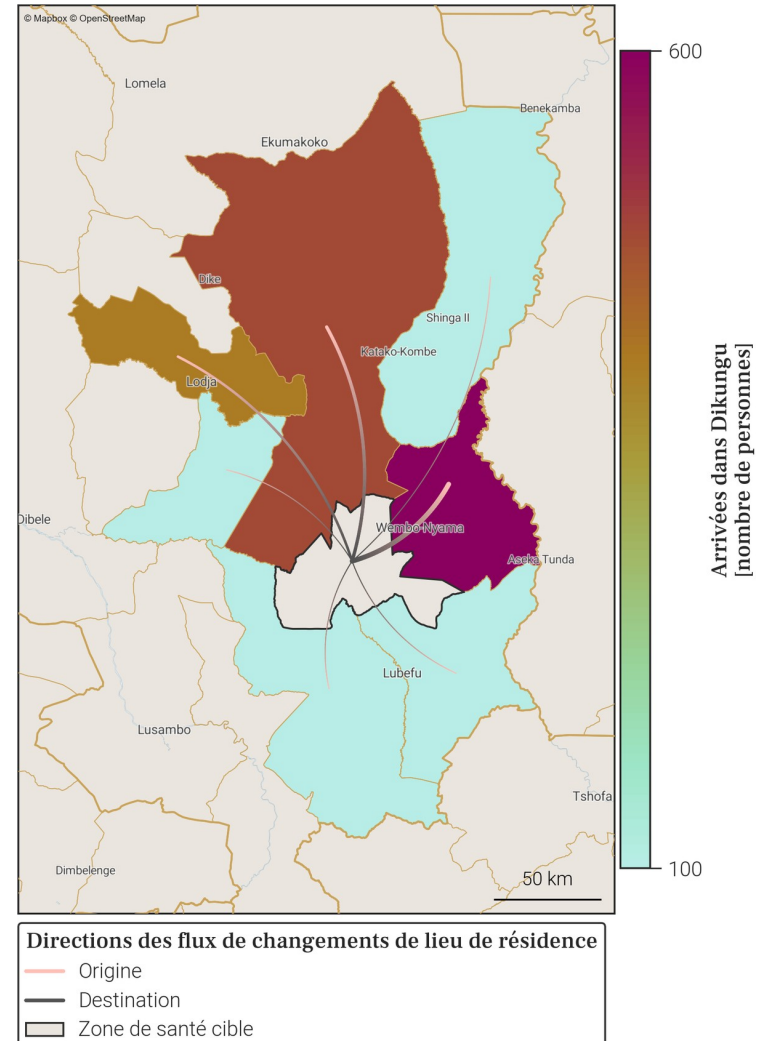 © Mapbox © OpenStreetMap
Lomela
Benekamba
Ekumakoko
Dike
Shinga II
Katako-Kombe
Lodja
Dibele
Wembo-Nyama
Aseka Tunda
Lubefu
Lusambo
Tshofa
Dimbelenge
50 km
600
Arrivées dans Dikungu
[nombre de personnes]
100
Directions des flux de changements de lieu de résidence
Origine
Destination
Zone de santé cible